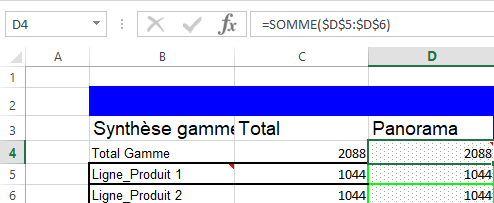 D4 =SOMME($D$5:$D$6)
A B C D
1
2
3 Synthèse gamme Total Panorama
4 Total Gamme 2088 2088
5 Ligne_Produit 1 1044 1044
6 Ligne_Produit 2 1044 1044